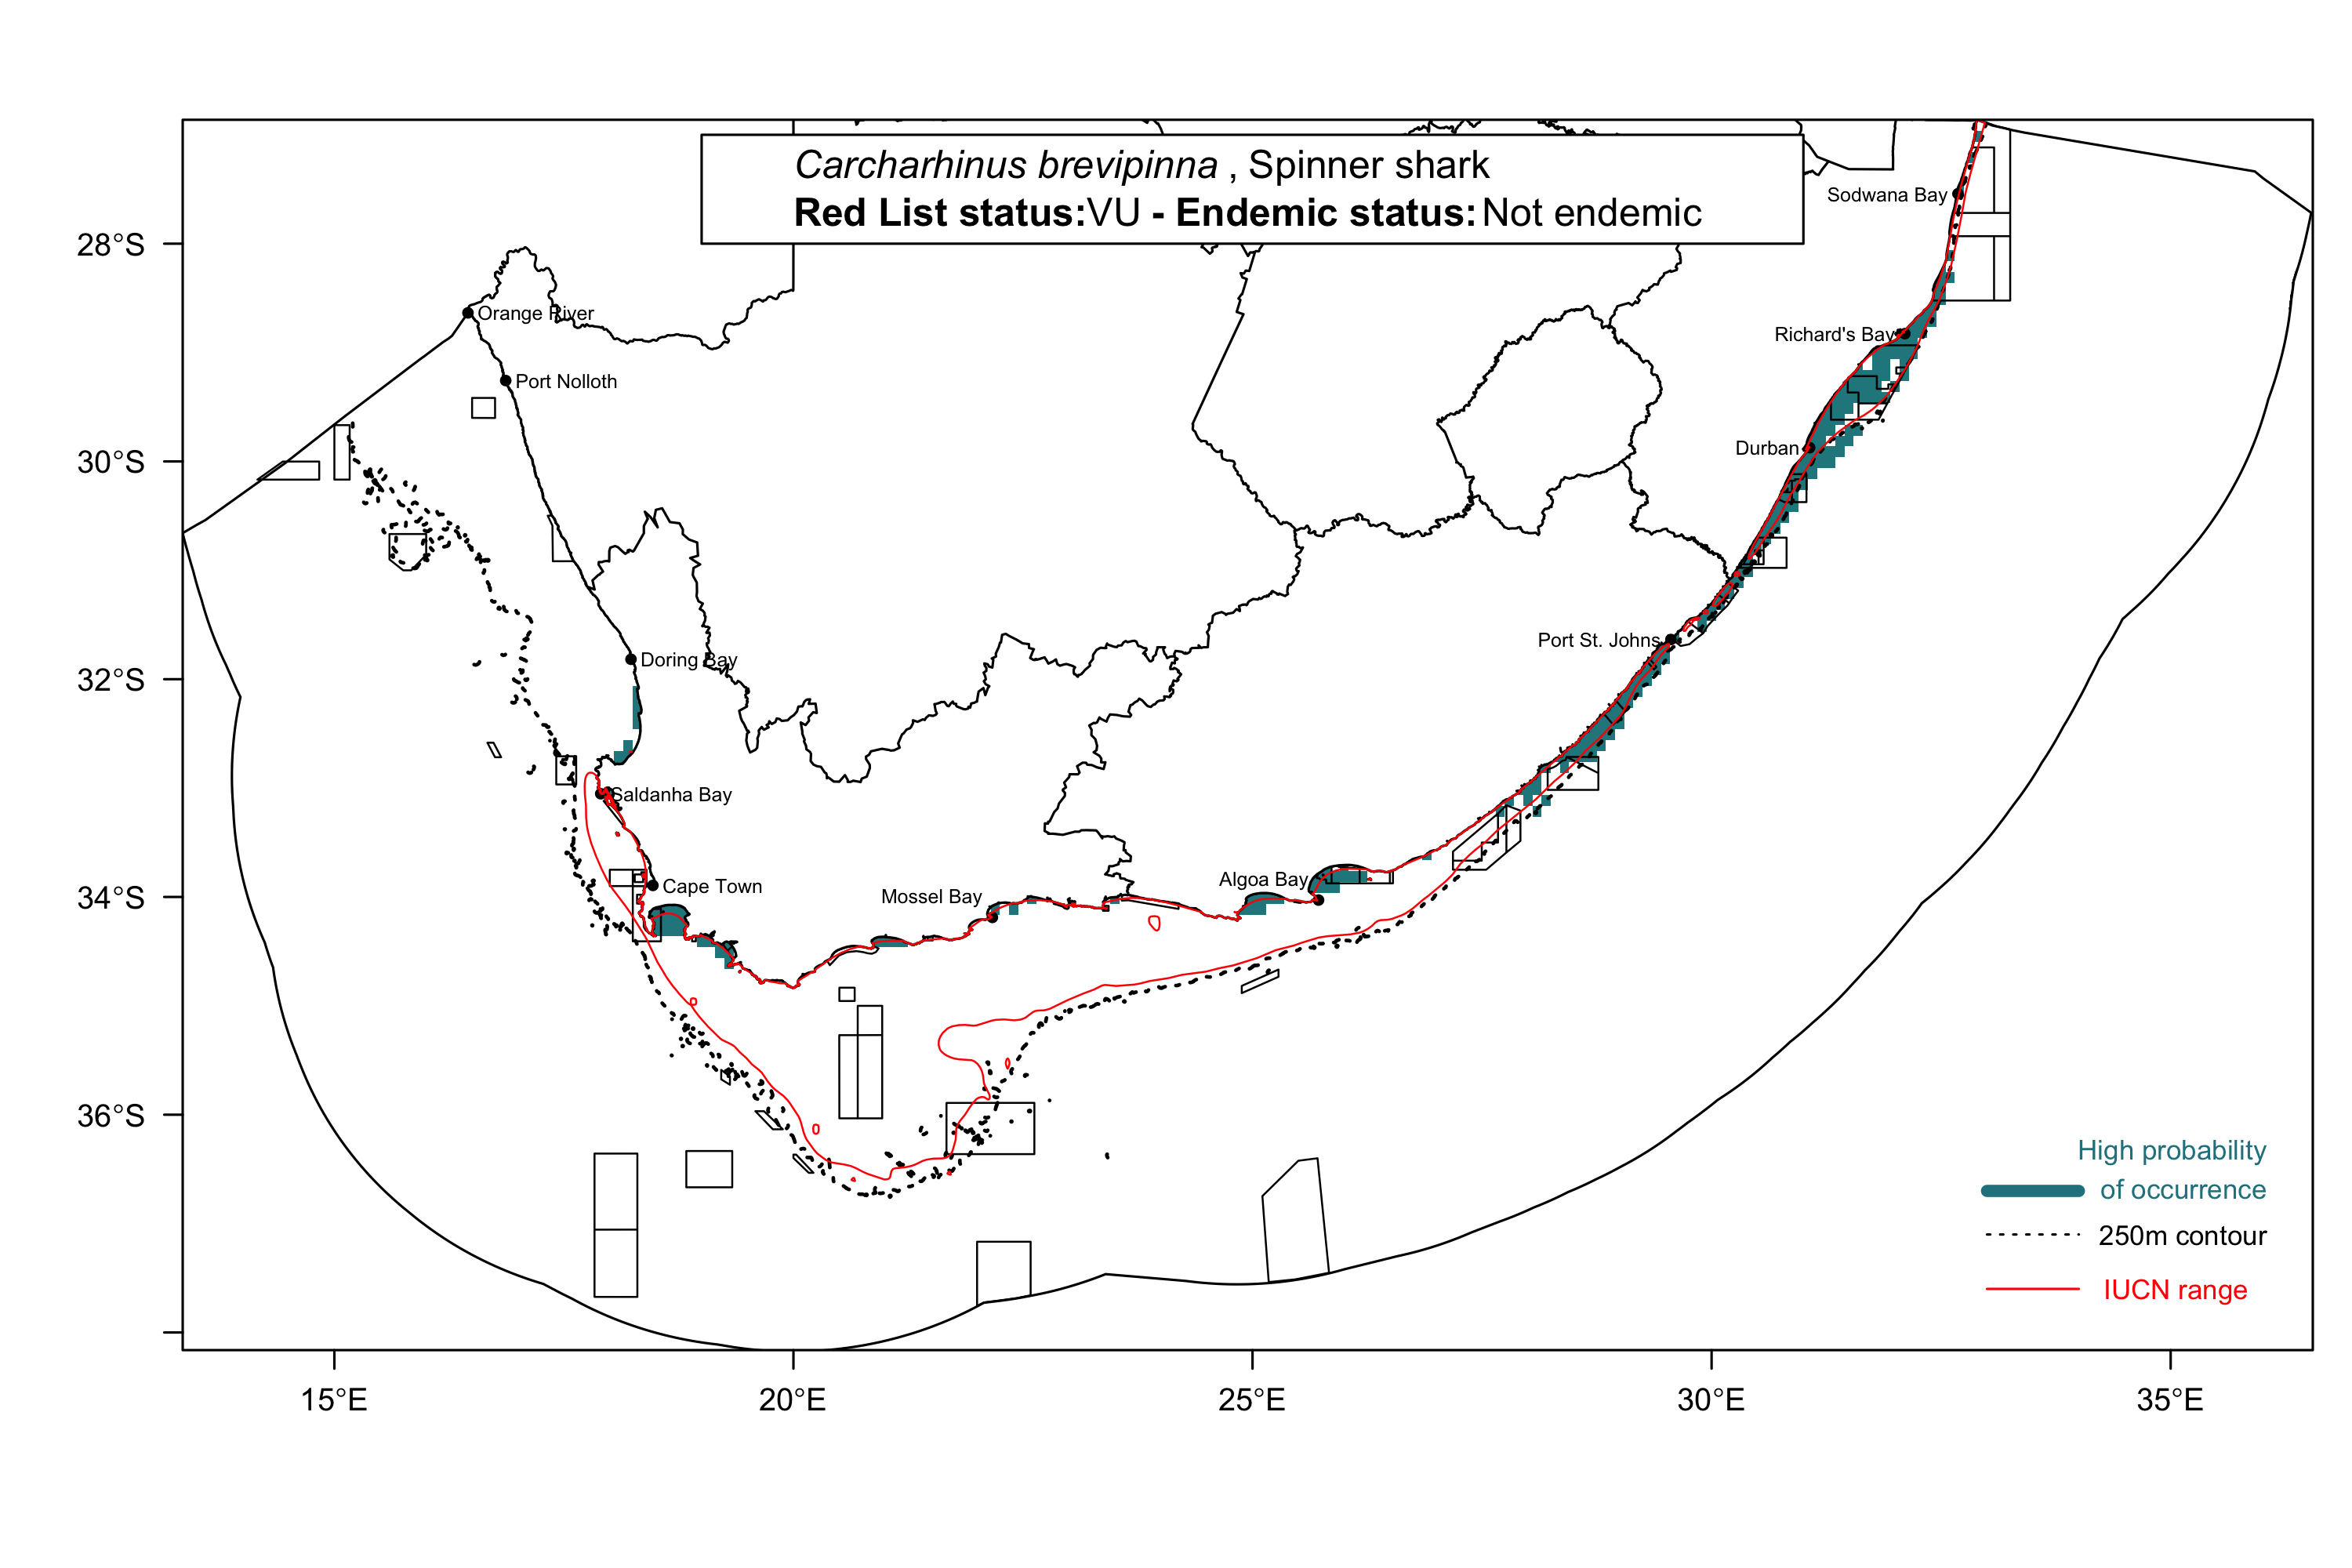 Carcharhinus brevipinna , Spinner shark
Red List status:VU - Endemic status: Not endemic
Sodwana Bay
28°S
Orange River
Richard's Bay
Port Nolloth
Durban
30°S
Port St. Johns
Doring Bay
32°S
Saldanha Bay
Algoa Bay
Cape Town
Mossel Bay
34°S
36°S
High probability
of occurrence
250m contour
IUCN range
15°E
20°E
25°E
30°E
35°E